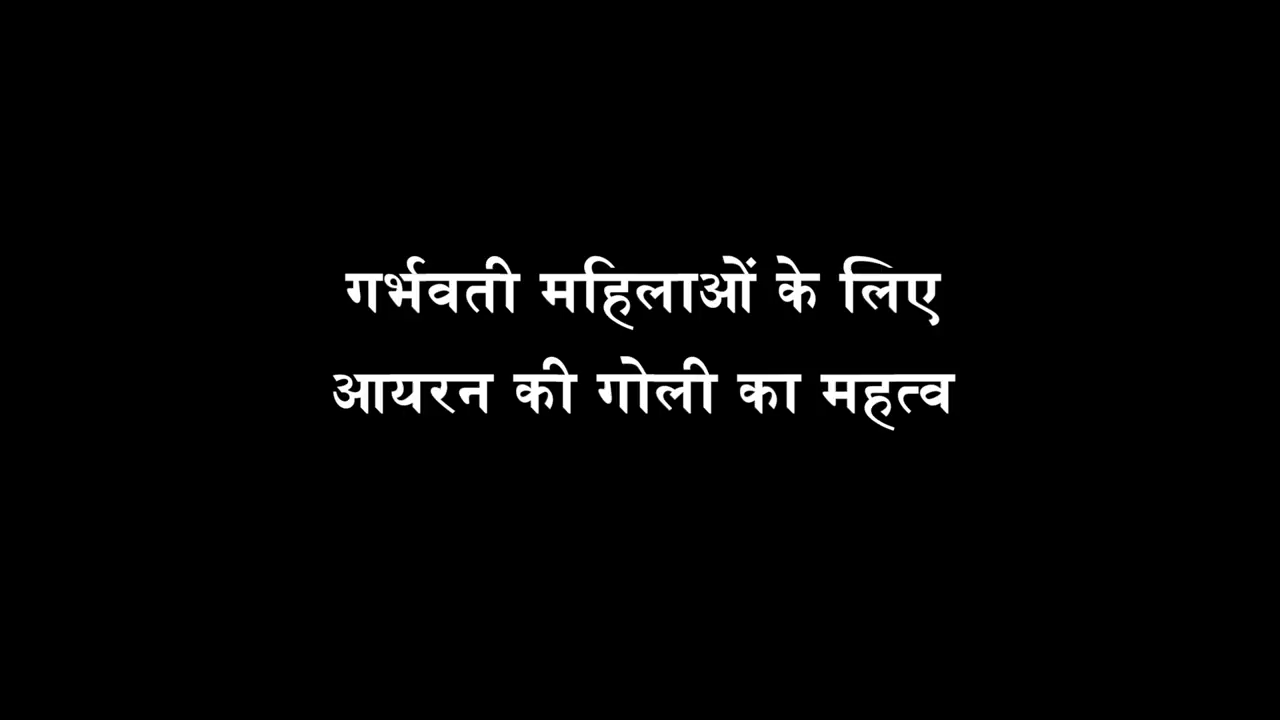 गर्भवती महिलाओं के लिए
आयरन की गोली का महत्व